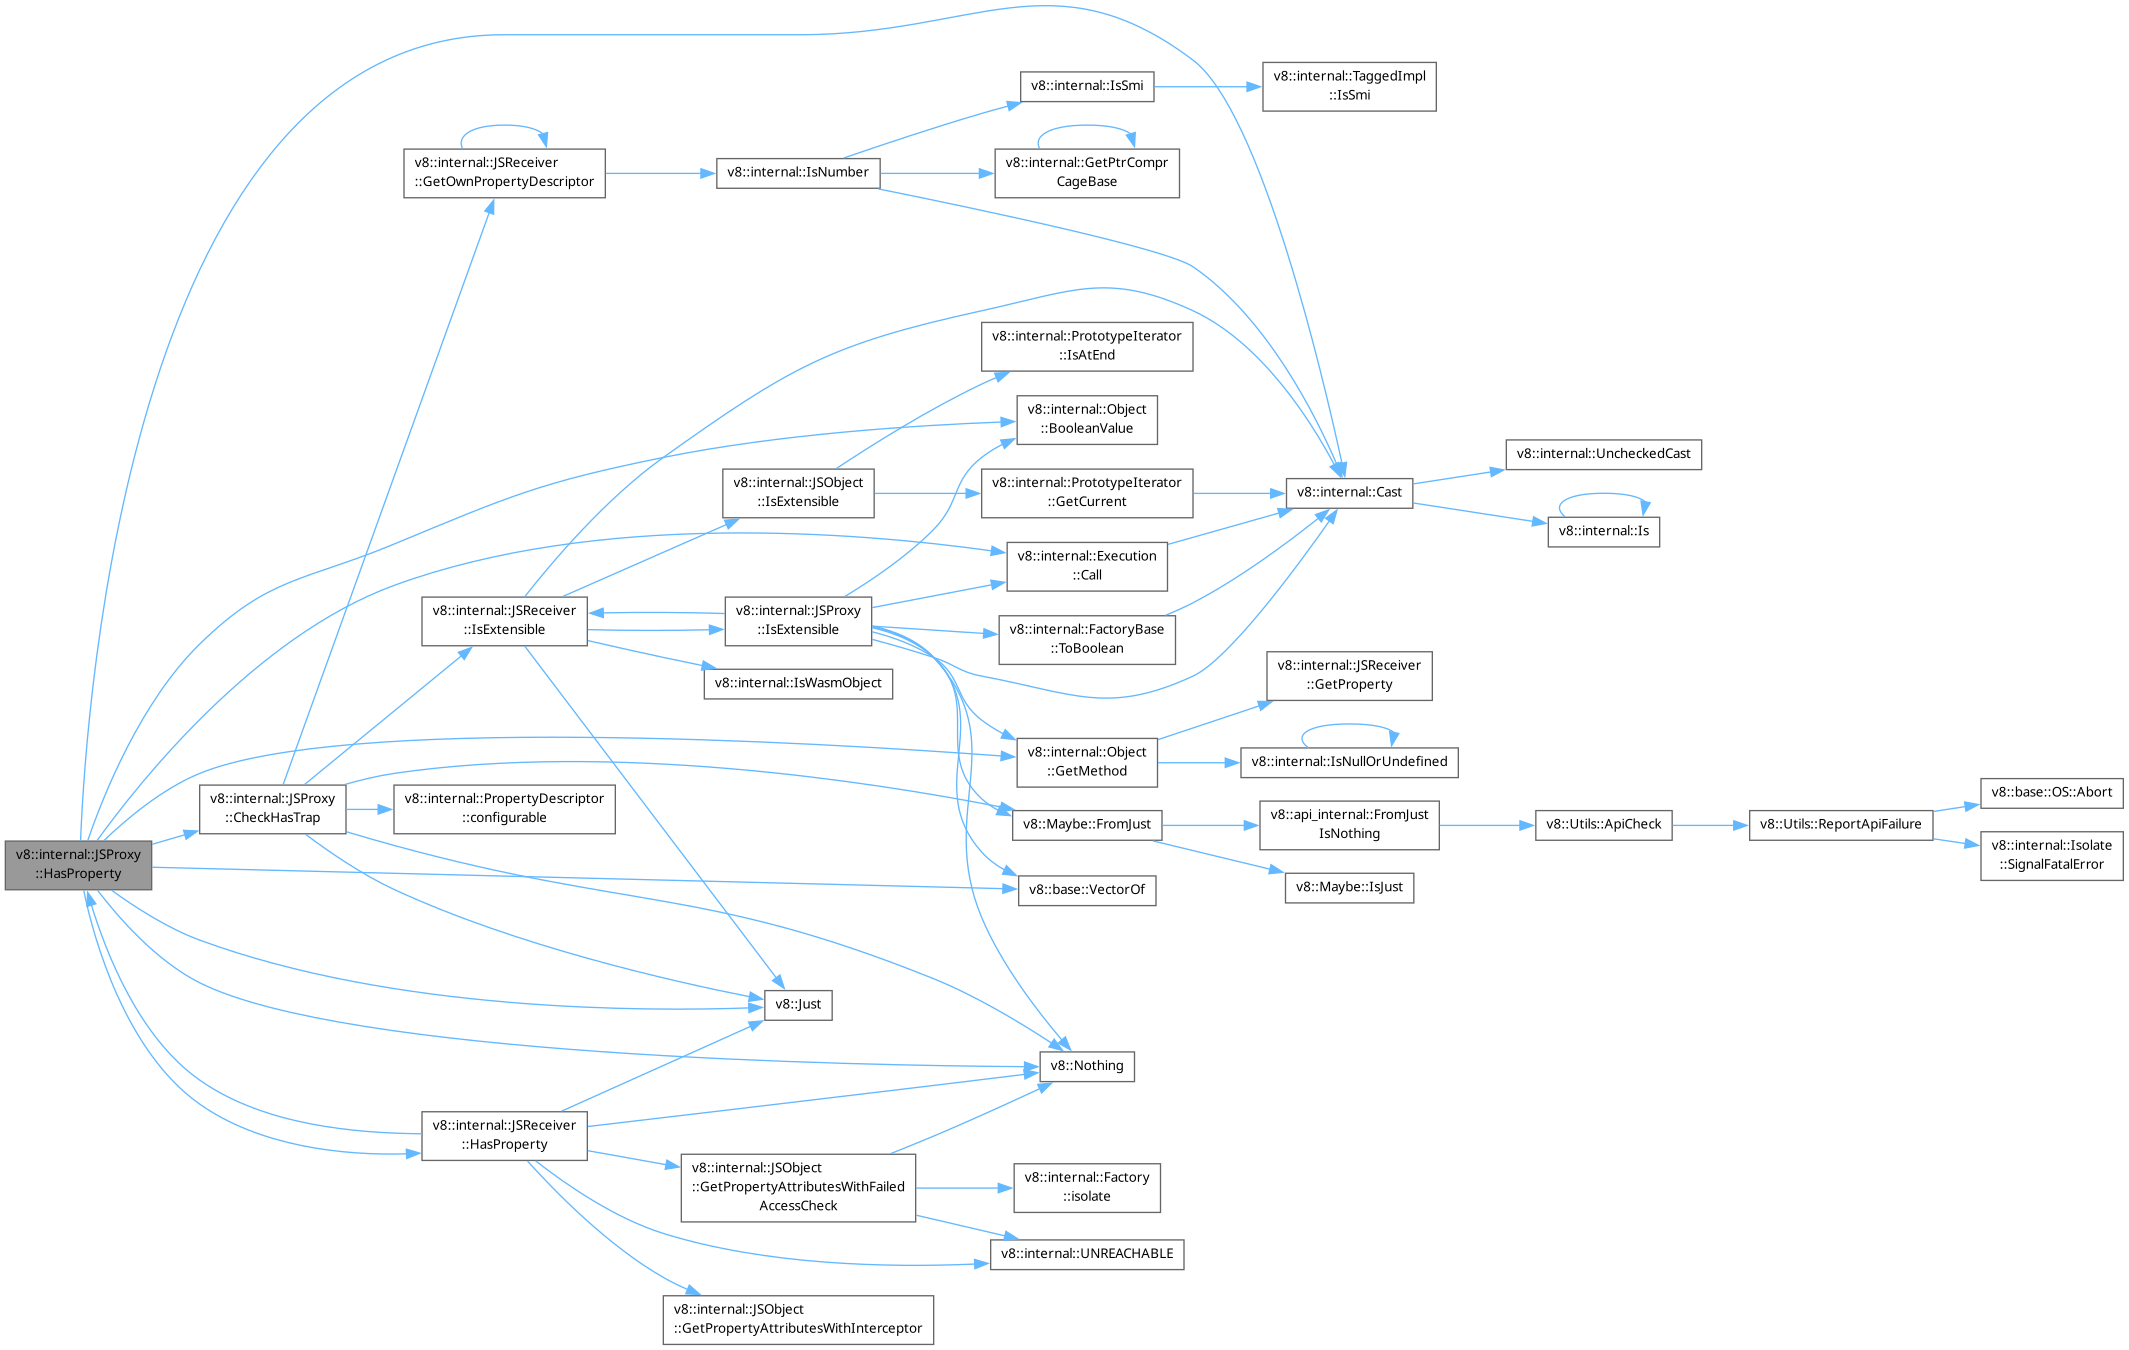 v8::internal::JSProxy
::HasProperty
v8::internal::JSProxy
::CheckHasTrap
v8::internal::JSReceiver
::GetOwnPropertyDescriptor
v8::internal::JSReceiver
::IsExtensible
v8::internal::PropertyDescriptor
::configurable
v8::internal::JSReceiver
::HasProperty
v8::internal::IsNumber
v8::internal::JSObject
::IsExtensible
v8::internal::JSProxy
::IsExtensible
v8::internal::IsWasmObject
v8::Just
v8::internal::JSObject
::GetPropertyAttributesWithFailed
AccessCheck
v8::internal::JSObject
::GetPropertyAttributesWithInterceptor
v8::internal::IsSmi
v8::internal::GetPtrCompr
CageBase
v8::internal::PrototypeIterator
::IsAtEnd
v8::internal::Object
::BooleanValue
v8::internal::PrototypeIterator
::GetCurrent
v8::internal::Execution
::Call
v8::internal::FactoryBase
::ToBoolean
v8::internal::Object
::GetMethod
v8::Maybe::FromJust
v8::base::VectorOf
v8::Nothing
v8::internal::Factory
::isolate
v8::internal::UNREACHABLE
v8::internal::TaggedImpl
::IsSmi
v8::internal::Cast
v8::internal::JSReceiver
::GetProperty
v8::internal::IsNullOrUndefined
v8::api_internal::FromJust
IsNothing
v8::Maybe::IsJust
v8::internal::UncheckedCast
v8::internal::Is
v8::Utils::ApiCheck
v8::Utils::ReportApiFailure
v8::base::OS::Abort
v8::internal::Isolate
::SignalFatalError